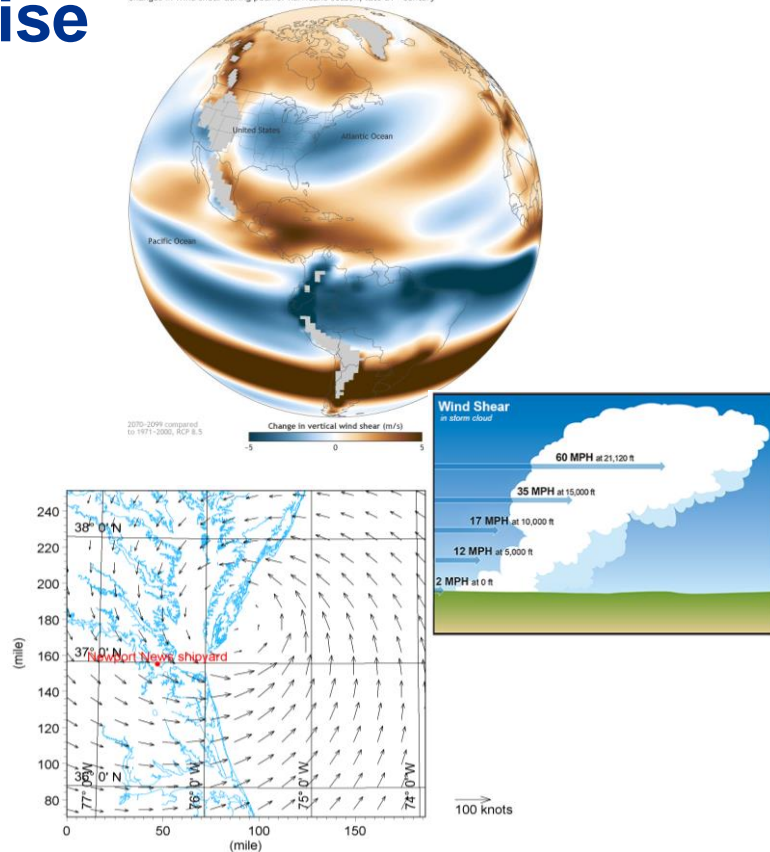 ise
United States
Atlantic Ocean
Pacific Ocean
2070-2099 compared
to 1971-2000, RCP 8.5
Change in vertical wind shear (m/s)
-5 0 5
Wind Shear
in storm cloud
60 MPH at 21,120 ft
35 MPH at 15,000 ft
17 MPH at 10,000 ft
12 MPH at 5,000 ft
2 MPH at 0 ft
240
38° 0' N
220
200
180
160
37° 0' N
Newport News shipyard
140
120
100
36° 0' N
80
77° 0' W
76° 0' W
75° 0' W
74° 0' W
(mile)
0 50 100 150
(mile)
100 knots